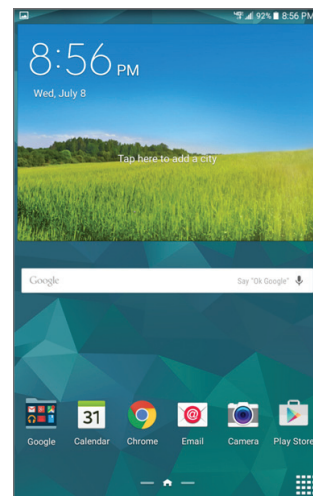 92% 8:56 PM
8:56 PM
Wed, July 8
Tap here to add a city
Google
Say "Ok Google"
31
@
Google
Calendar
Chrome
Email
Camera
Play Store